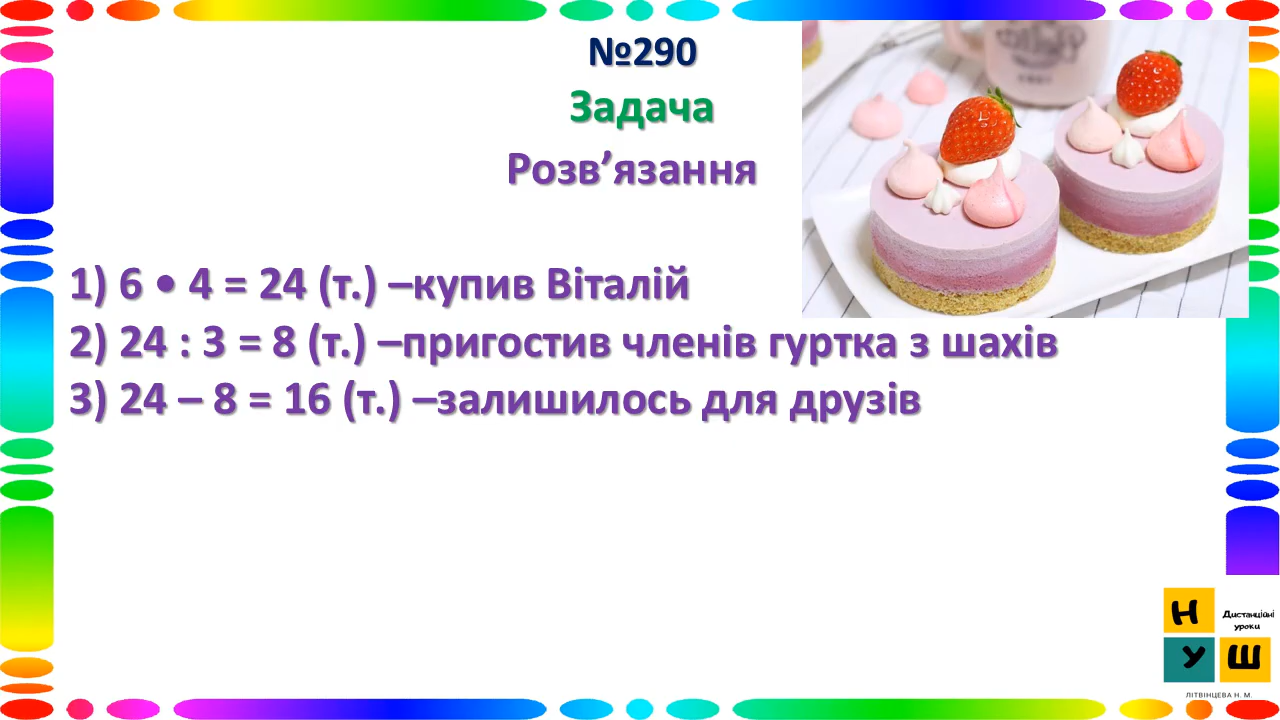 №290
Задача
Розв’язання
1) 6 • 4 = 24 (т.) –купив Віталій
2) 24 : 3 = 8 (т.) –пригостив членів гуртка з шахів
3) 24 – 8 = 16 (т.) –залишилось для друзів
Н
Дистанційні
уроки
У Ш
ЛІТВІНЦЕВА Н. М.